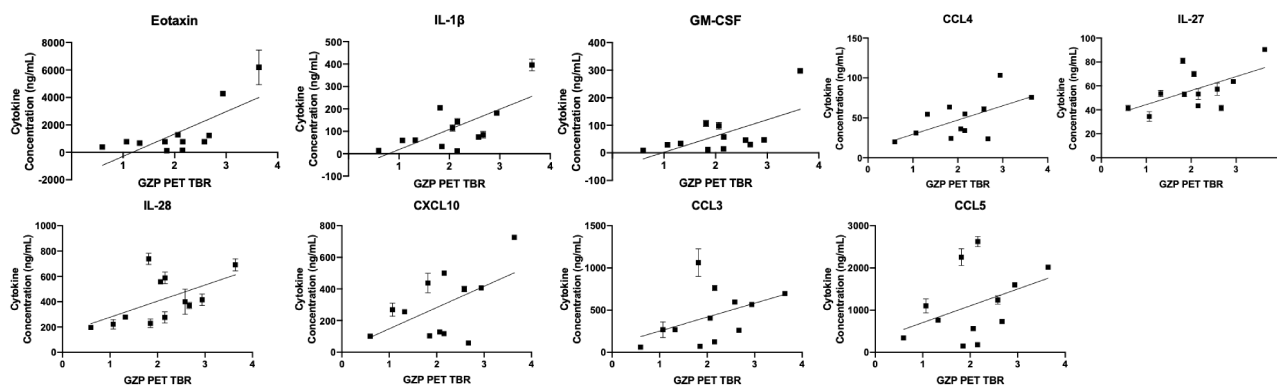 Eotaxin
Cytokine
Concentration (ng/mL)
8000
6000
4000
2000
0
-2000
1 2 3 4
GZP PET TBR
IL-1β
Cytokine
Concentration (ng/mL)
500
400
300
200
100
0
-100
1 2 3 4
GZP PET TBR
GM-CSF
Cytokine
Concentration (ng/mL)
400
300
200
100
0
-100
1 2 3 4
GZP PET TBR
CCL4
Cytokine
Concentration (ng/mL)
150
100
50
0
0 1 2 3 4
GZP PET TBR
IL-27
Cytokine
Concentration (ng/mL)
100
80
60
40
20
0
0 1 2 3 4
GZP PET TBR
IL-28
Cytokine
Concentration (ng/mL)
1000
800
600
400
200
0
0 1 2 3 4
GZP PET TBR
CXCL10
Cytokine
Concentration (ng/mL)
800
600
400
200
0
0 1 2 3 4
GZP PET TBR
CCL3
Cytokine
Concentration (ng/mL)
1500
1000
500
0
0 1 2 3 4
GZP PET TBR
CCL5
Cytokine
Concentration (ng/mL)
3000
2000
1000
0
0 1 2 3 4
GZP PET TBR